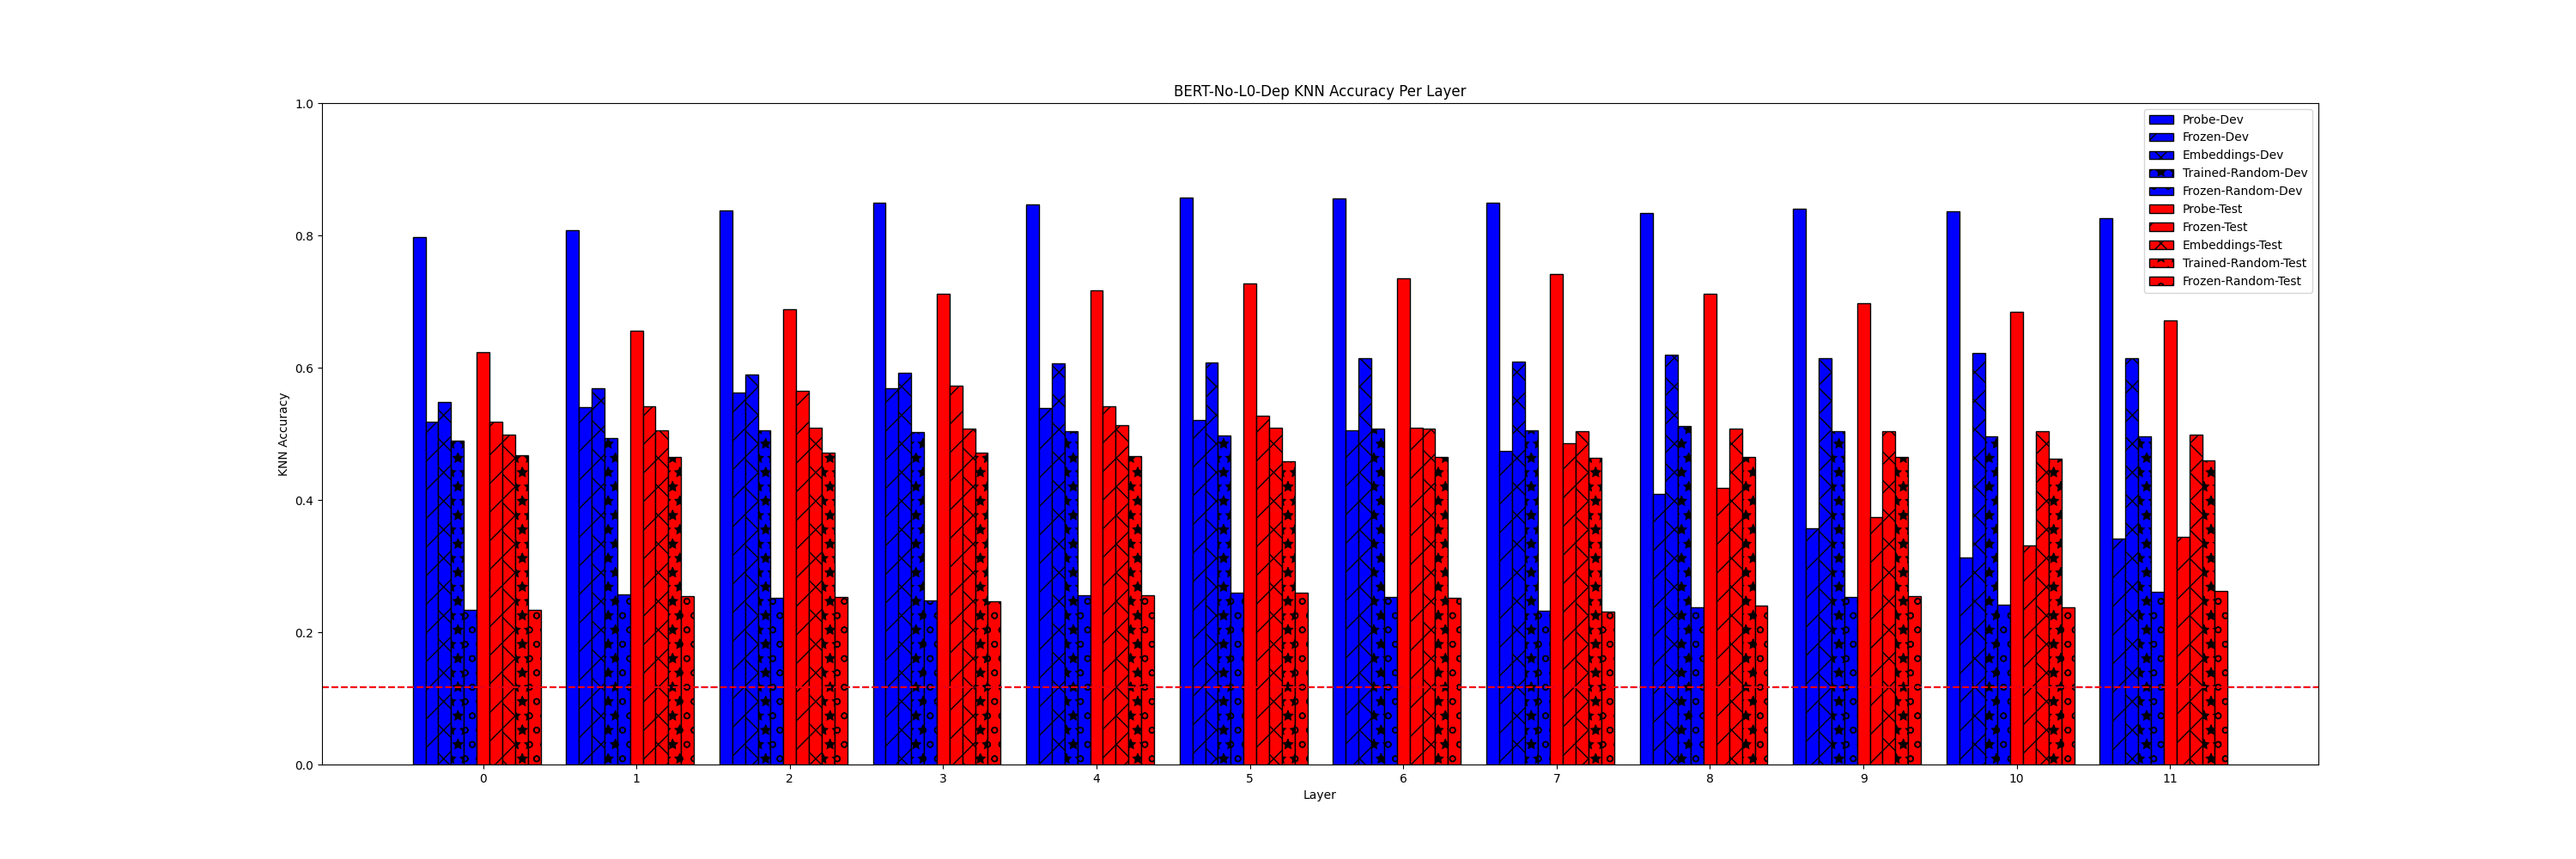 BERT-No-L0-Dep KNN Accuracy Per Layer
1.0
0.8
0.6
0.4
0.2
0.0
KNN Accuracy
Probe-Dev
Frozen-Dev
Embeddings-Dev
Trained-Random-Dev
Frozen-Random-Dev
Probe-Test
Frozen-Test
Embeddings-Test
Trained-Random-Test
Frozen-Random-Test
0 1 2 3 4 5 6 7 8 9 10 11
Layer